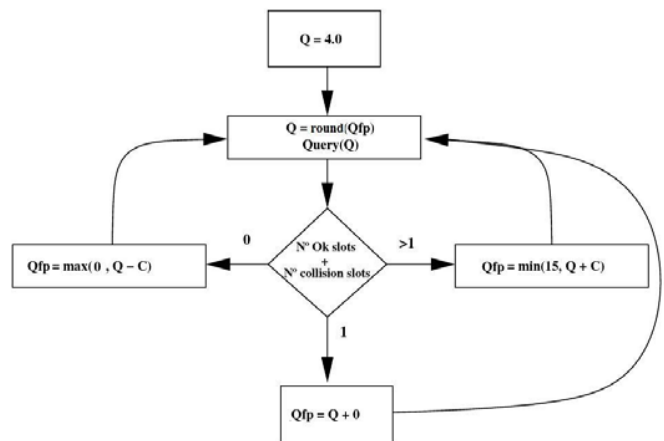 Q = 4.0
Q = round(Qfp)
Query(Q)
0
Nº Ok slots
+
Nº collision slots
>1
Qfp = max( 0 , Q − C)
Qfp = min(15, Q + C)
1
Qfp = Q + 0